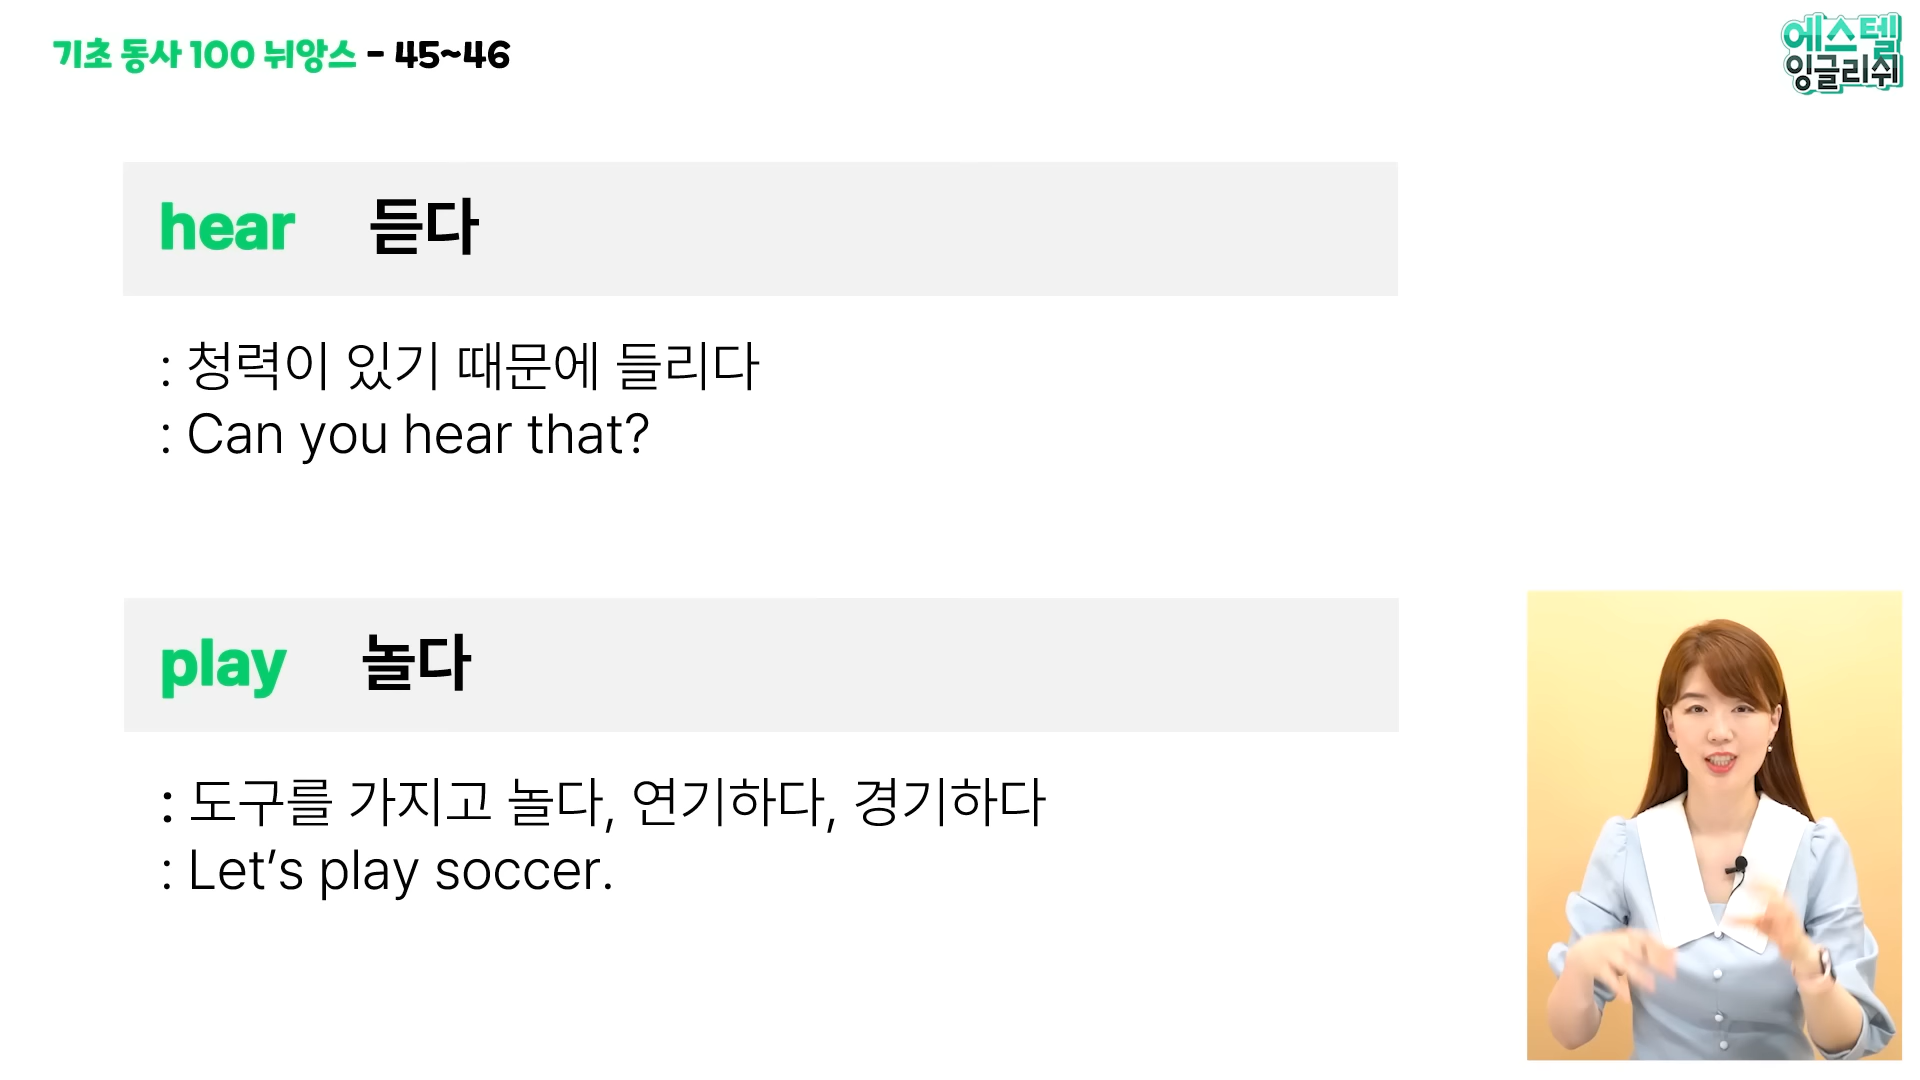 기초 동사 100 뉘앙스 - 45~46
에스텔
잉글리쉬
hear 듣다
: 청력이 있기 때문에 들리다
: Can you hear that?
play 놀다
: 도구를 가지고 놀다, 연기하다, 경기하다
: Let’s play soccer.